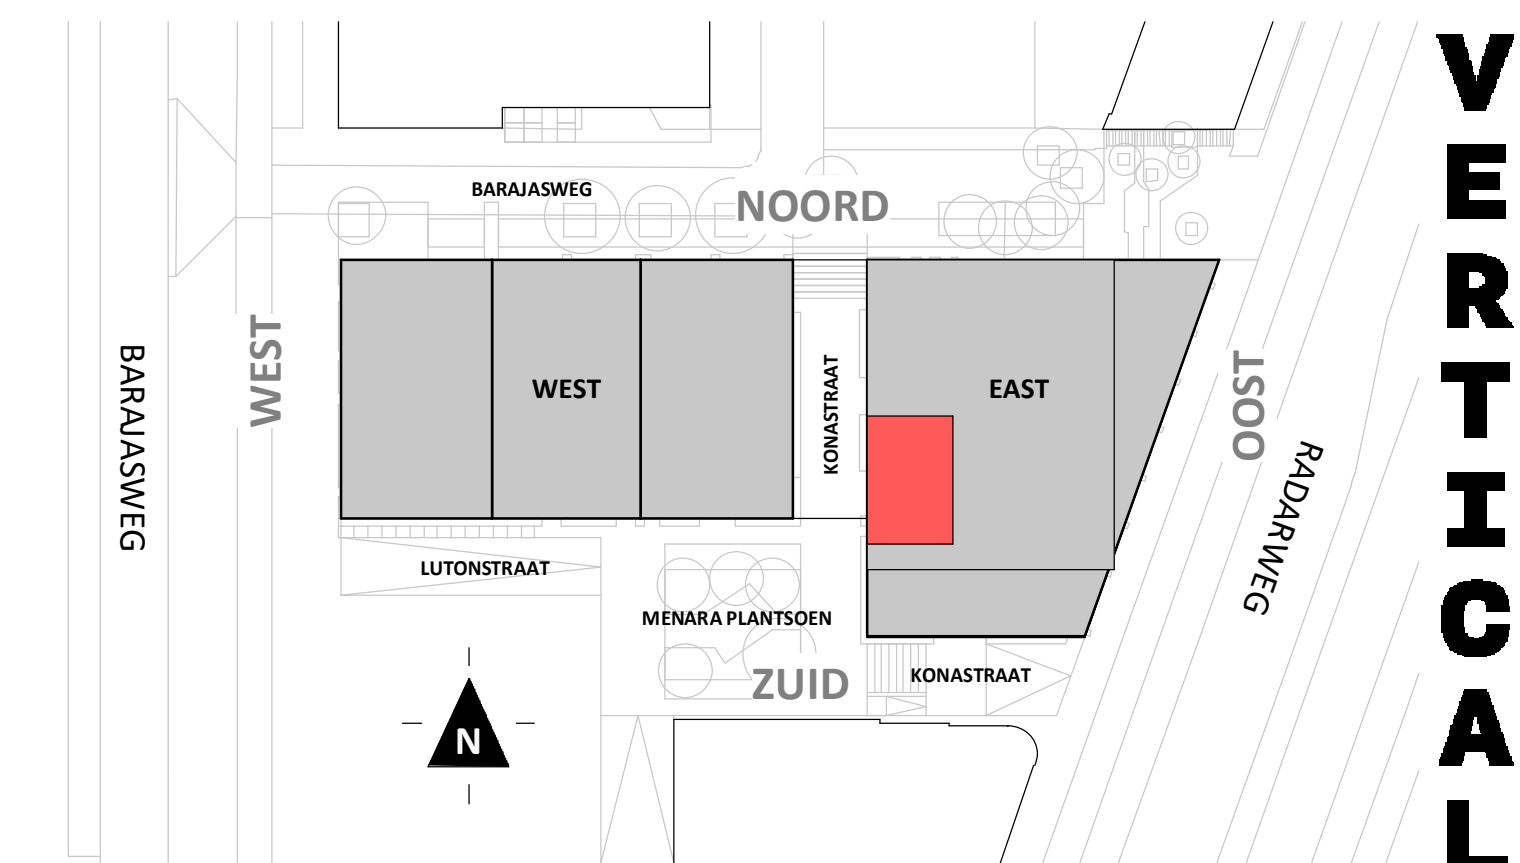 BARAJASWEG
NOORD
WEST
BARAJASWEG
WEST
KONASTRAAT
EAST
OOST
RADARWEG
LUTONSTRAAT
MENARA PLANTSOEN
ZUID
KONASTRAAT
N
VERTICAL